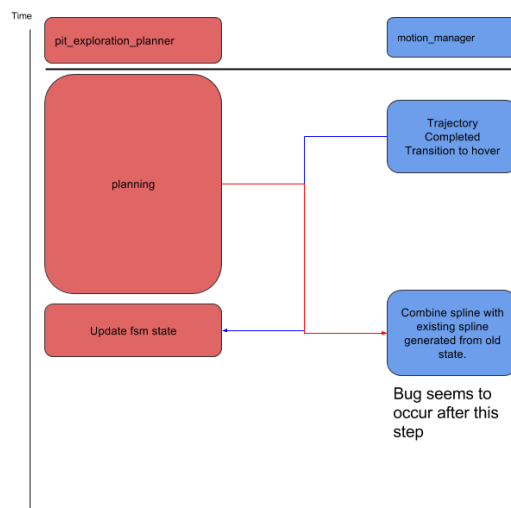 Time
pit_exploration_planner
motion_manager
planning
Trajectory
Completed
Transition to hover
Update fsm state
Combine spline with
existing spline
generated from old
state.
Bug seems to
occur after this
step